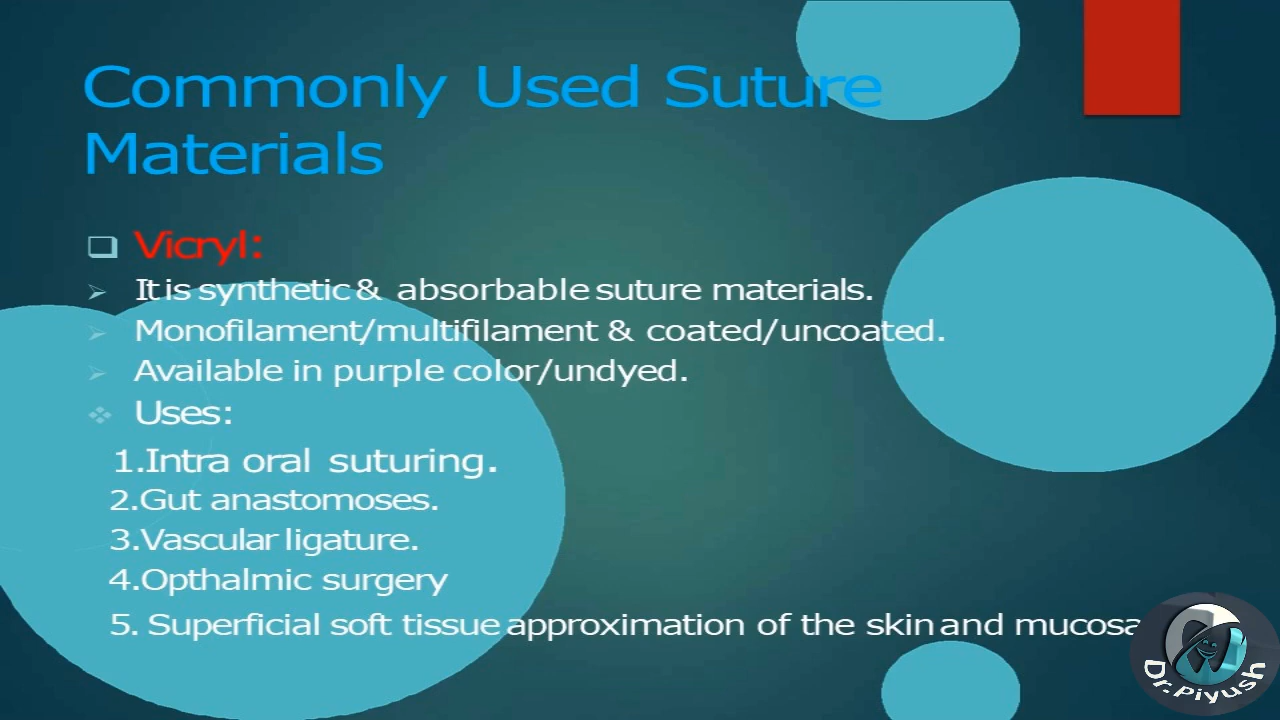 Commonly Used Suture
Materials
Vicryl:
It is synthetic & absorbable suture materials.
Monofilament/multifilament & coated/uncoated.
Available in purple color/undyed.
Uses:
1.Intra oral suturing.
2.Gut anastomoses.
3.Vascular ligature.
4.Opthalmic surgery
5. Superficial soft tissue approximation of the skin and mucosa
Dr.Piyush